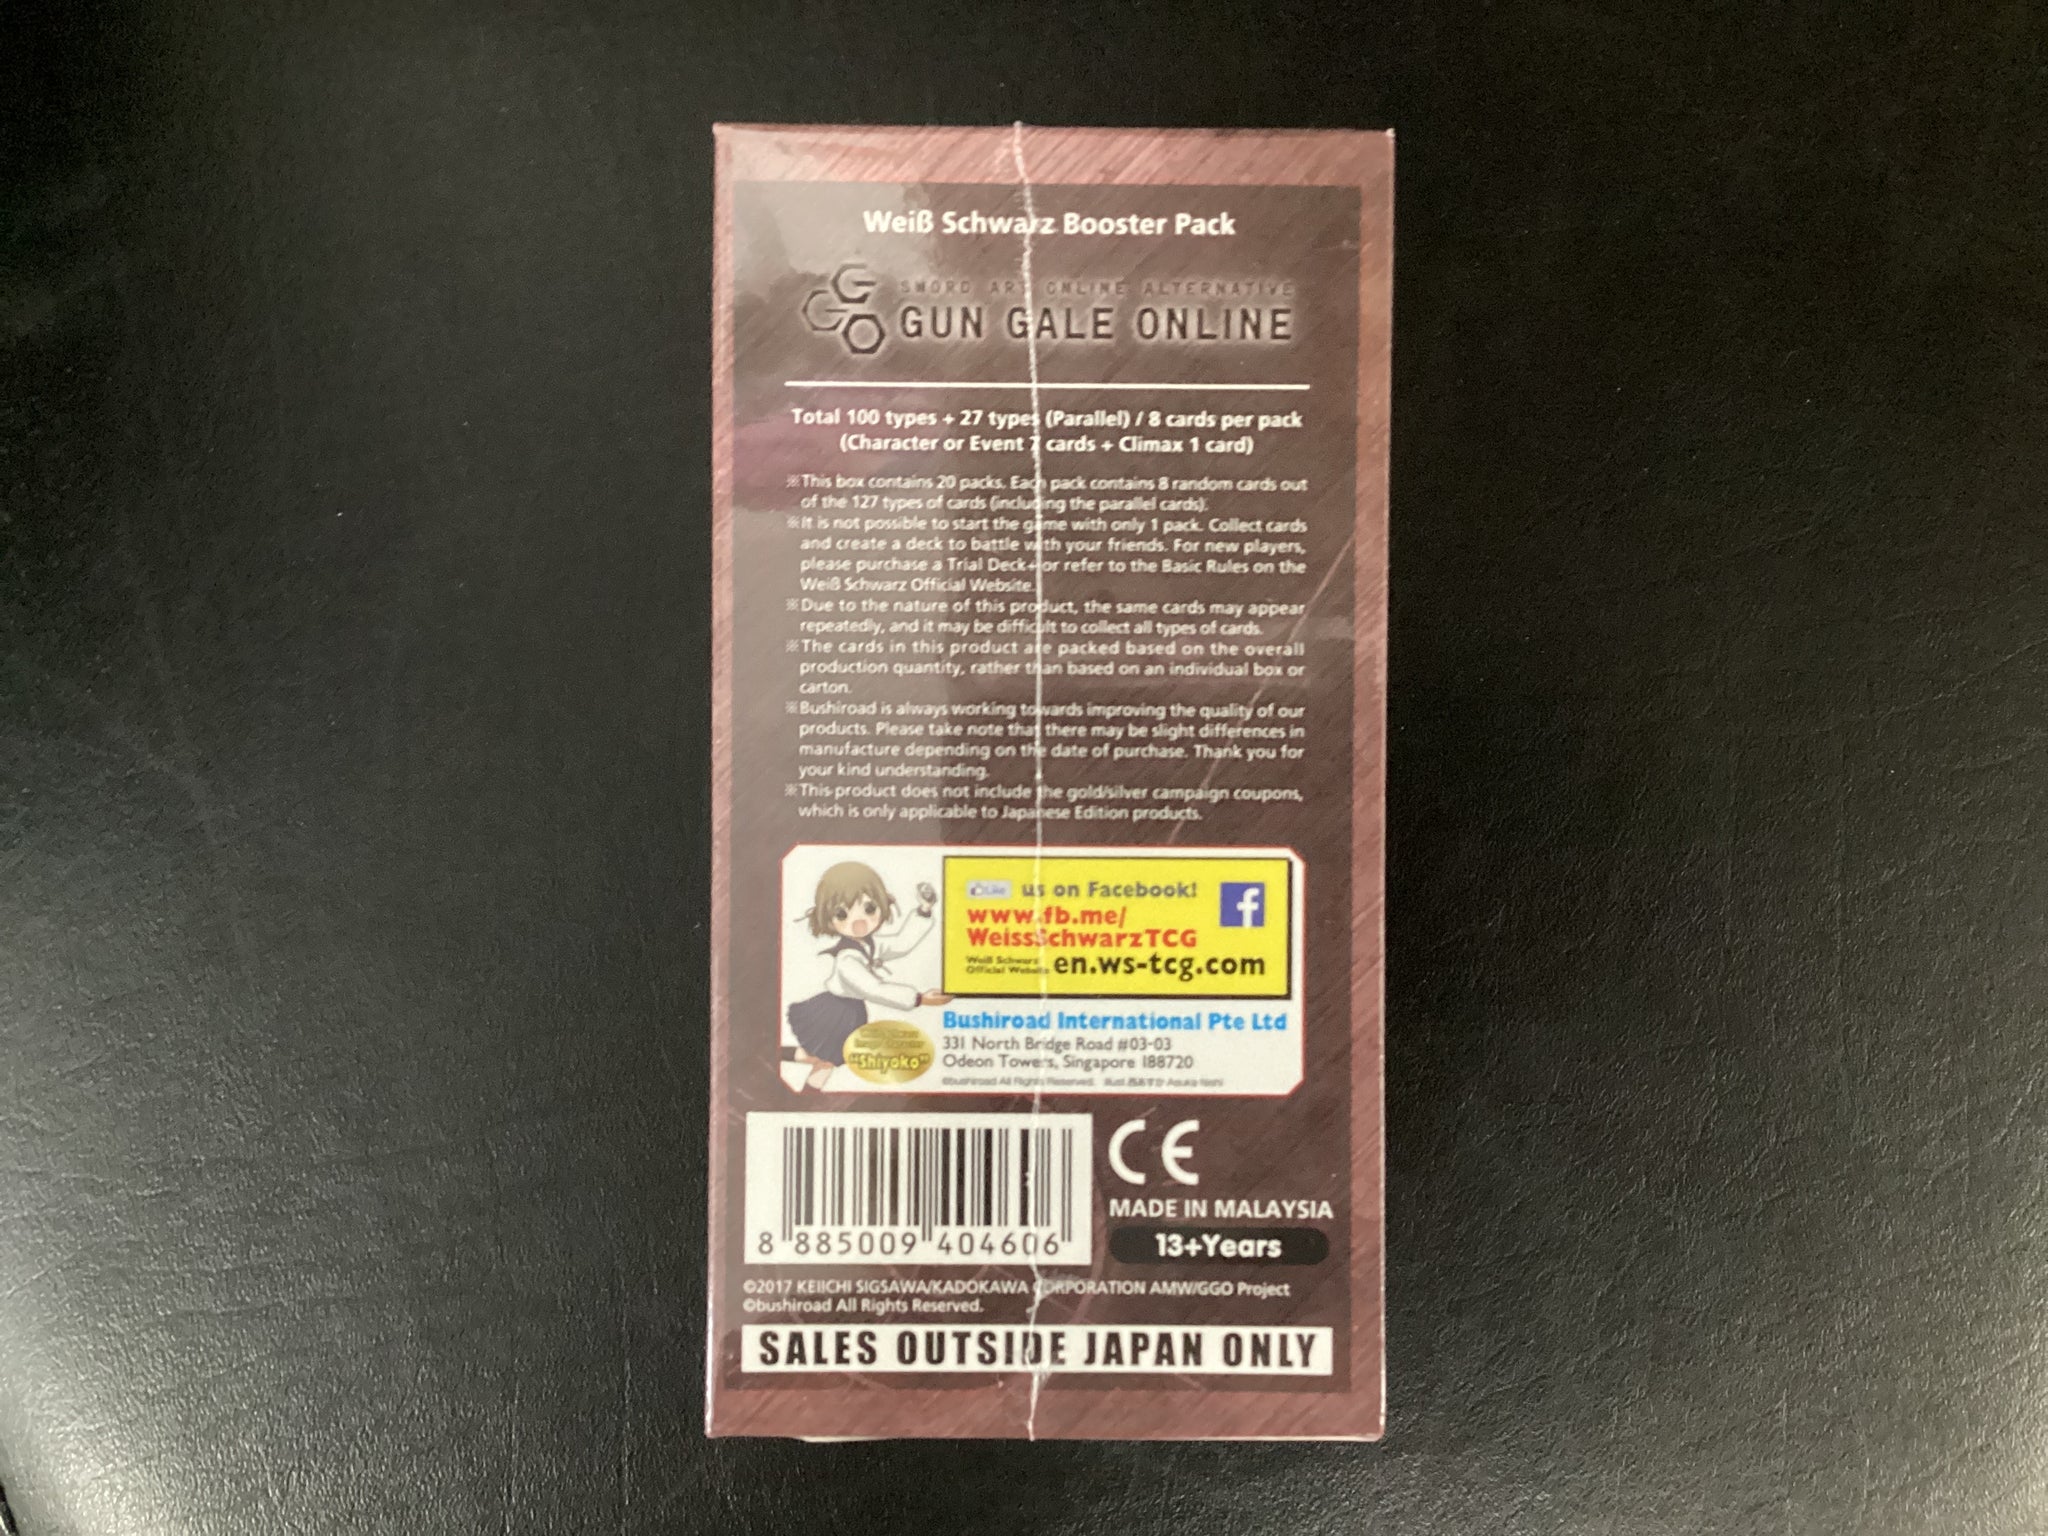 Weiß Schwarz Booster Pack
SWORD ART ONLINE ALTERNATIVE
GGO GUN GALE ONLINE
Total 100 types + 27 types (Parallel) / 8 cards per pack
(Character or Event 7 cards + Climax 1 card)
※This box contains 20 packs. Each pack contains 8 random cards out
of the 127 types of cards (including the parallel cards).
※It is not possible to start the game with only 1 pack. Collect cards
and create a deck to battle with your friends. For new players,
please purchase a Trial Deck+ or refer to the Basic Rules on the
Weiß Schwarz Official Website.
※Due to the nature of this product, the same cards may appear
repeatedly, and it may be difficult to collect all types of cards.
※The cards in this product are packed based on the overall
production quantity, rather than based on an individual box or
carton.
※Bushiroad is always working towards improving the quality of our
products. Please take note that there may be slight differences in
manufacture depending on the date of purchase. Thank you for
your kind understanding.
※This product does not include the gold/silver campaign coupons,
which is only applicable to Japanese Edition products.
Like us on Facebook! f
www.fb.me/
WeissSchwarzTCG
Weiß Schwarz
Official Website en.ws-tcg.com
Bushiroad International Pte Ltd
331 North Bridge Road #03-03
Odeon Towers, Singapore 188720
©bushiroad All Rights Reserved.
Image Character
"Shiyoko"
CE
MADE IN MALAYSIA
13+Years
8 885009 404606
©2017 KEIICHI SIGSAWA/KADOKAWA CORPORATION AMW/GGO Project
©bushiroad All Rights Reserved.
SALES OUTSIDE JAPAN ONLY